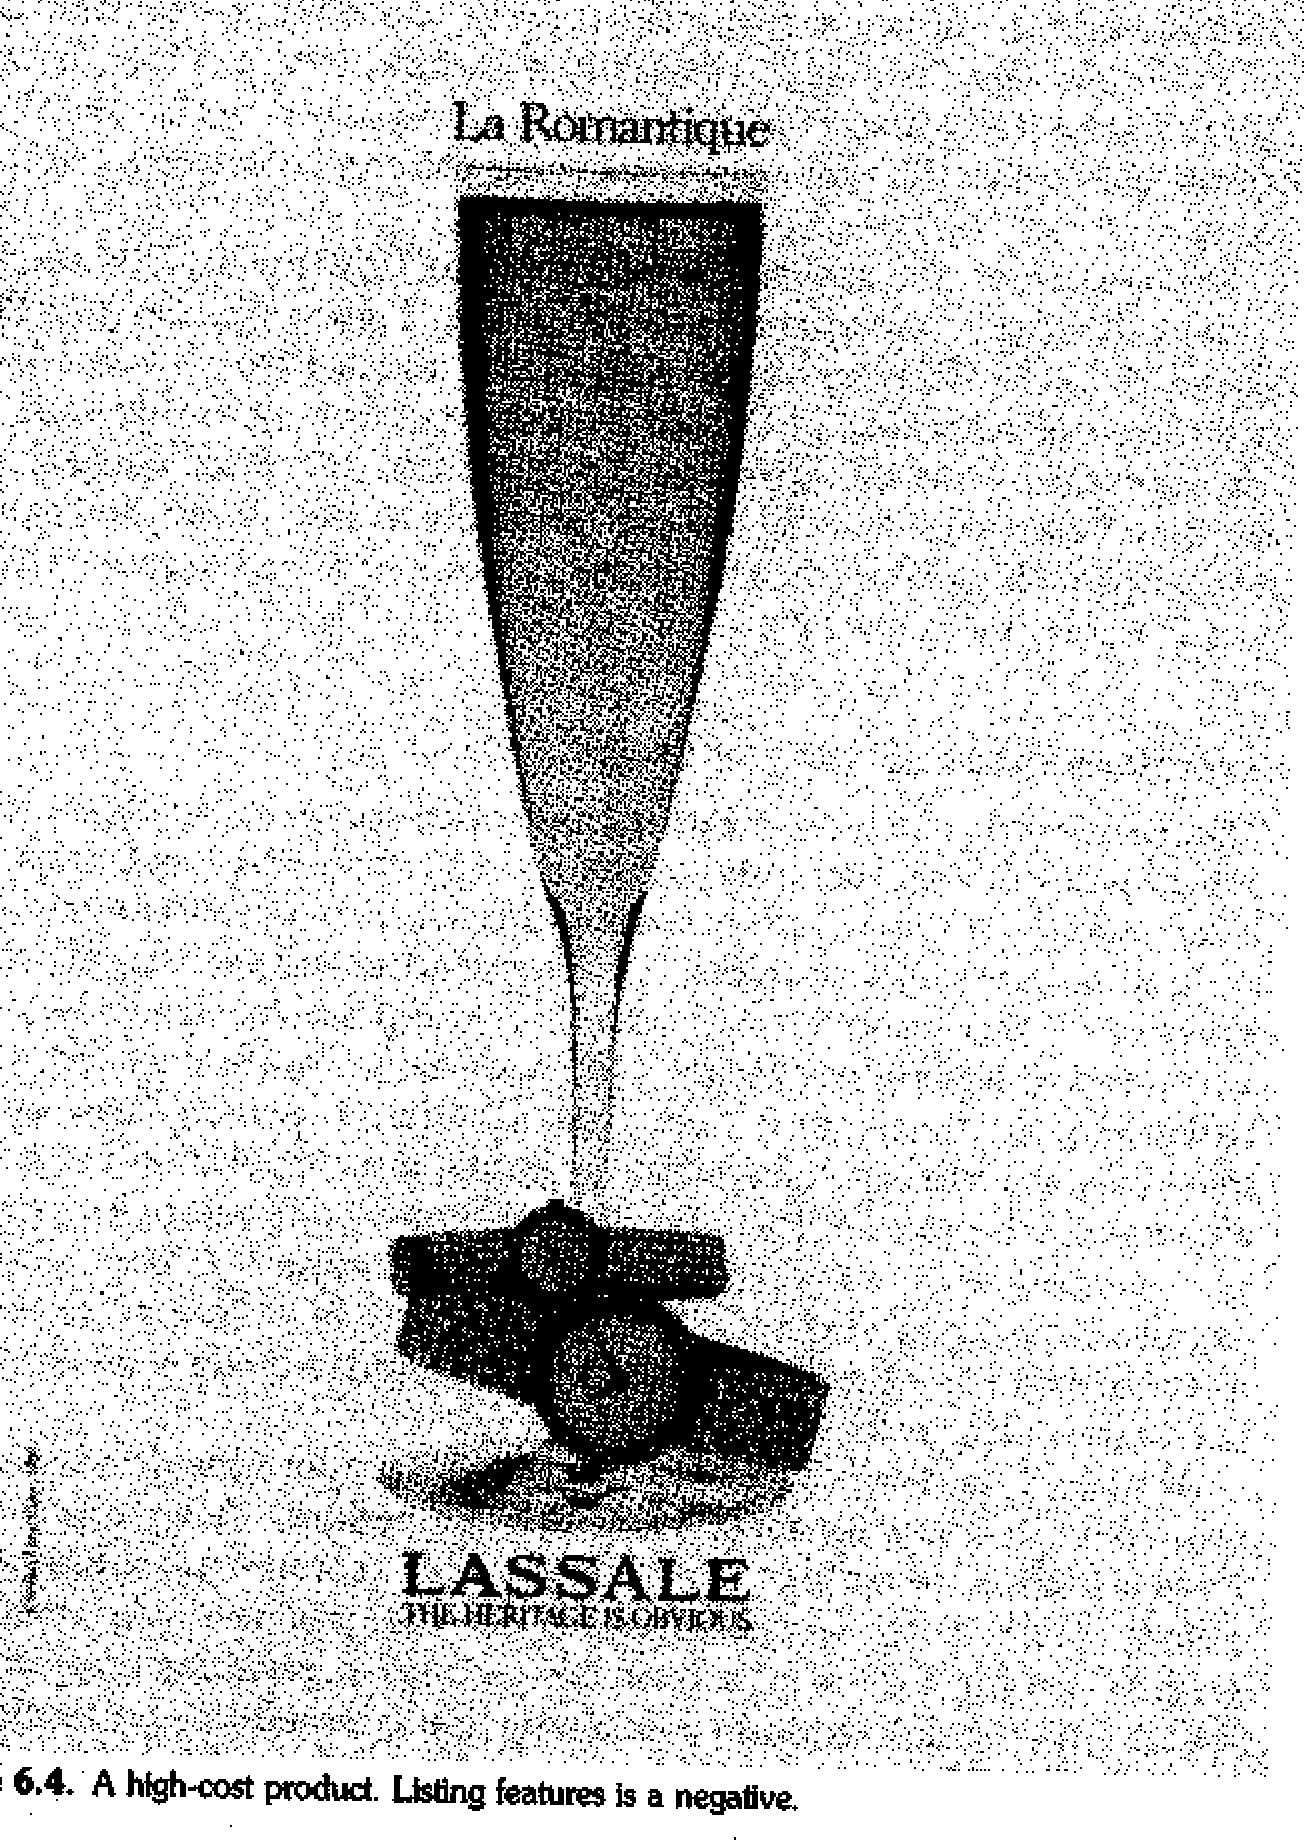 La Romantique
LASSALE
THE HERITAGE IS OBVIOUS
6.4. A high-cost product. Listing features is a negative.